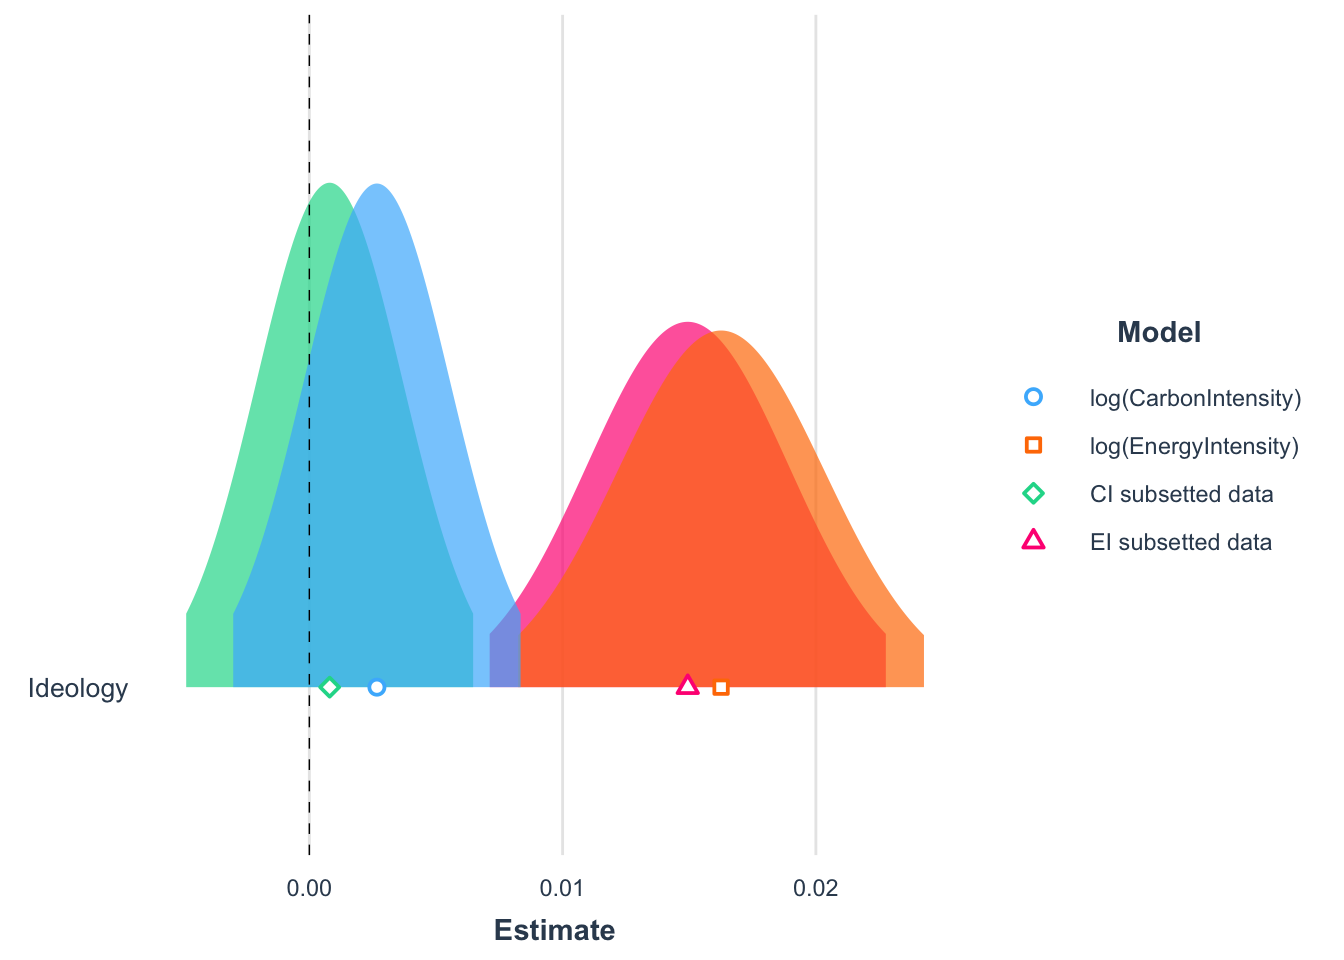 Ideology
0.00
0.01
0.02
Estimate
Model
log(CarbonIntensity)
log(EnergyIntensity)
CI subsetted data
EI subsetted data